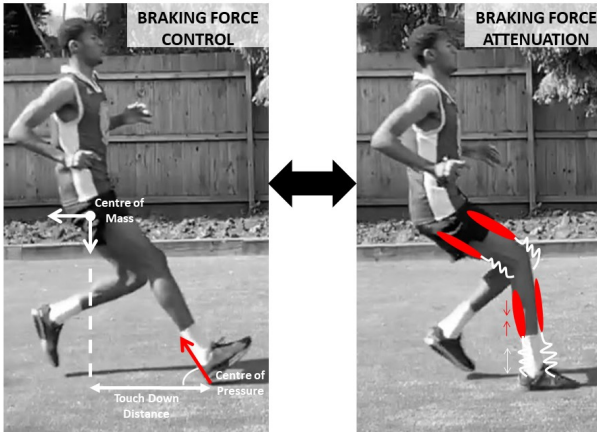 BRAKING FORCE
CONTROL
Centre of
Mass
Centre of
Pressure
Touch Down
Distance
BRAKING FORCE
ATTENUATION